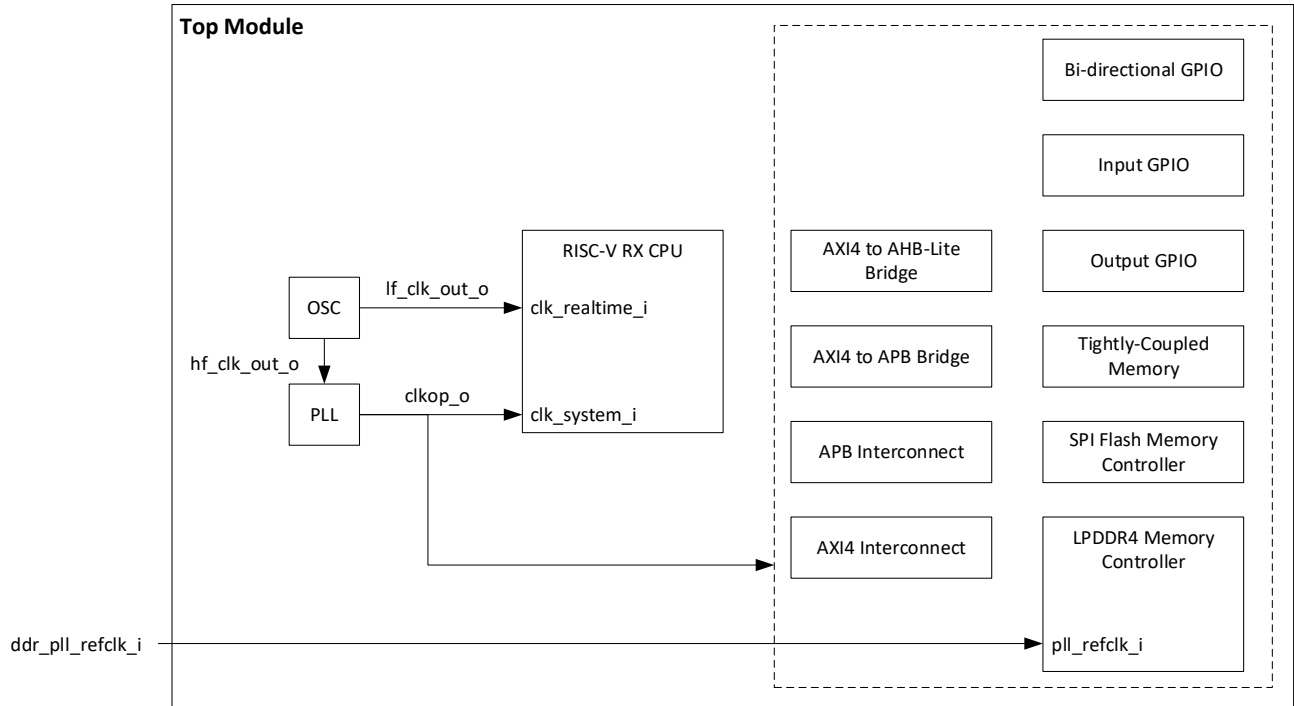 Top Module
Bi-directional GPIO
Input GPIO
RISC-V RX CPU
AXI4 to AHB-Lite
Bridge
Output GPIO
OSC
lf_clk_out_o
clk_realtime_i
hf_clk_out_o
AXI4 to APB Bridge
Tightly-Coupled
Memory
PLL
clkop_o
clk_system_i
APB Interconnect
SPI Flash Memory
Controller
AXI4 Interconnect
LPDDR4 Memory
Controller
ddr_pll_refclk_i
pll_refclk_i